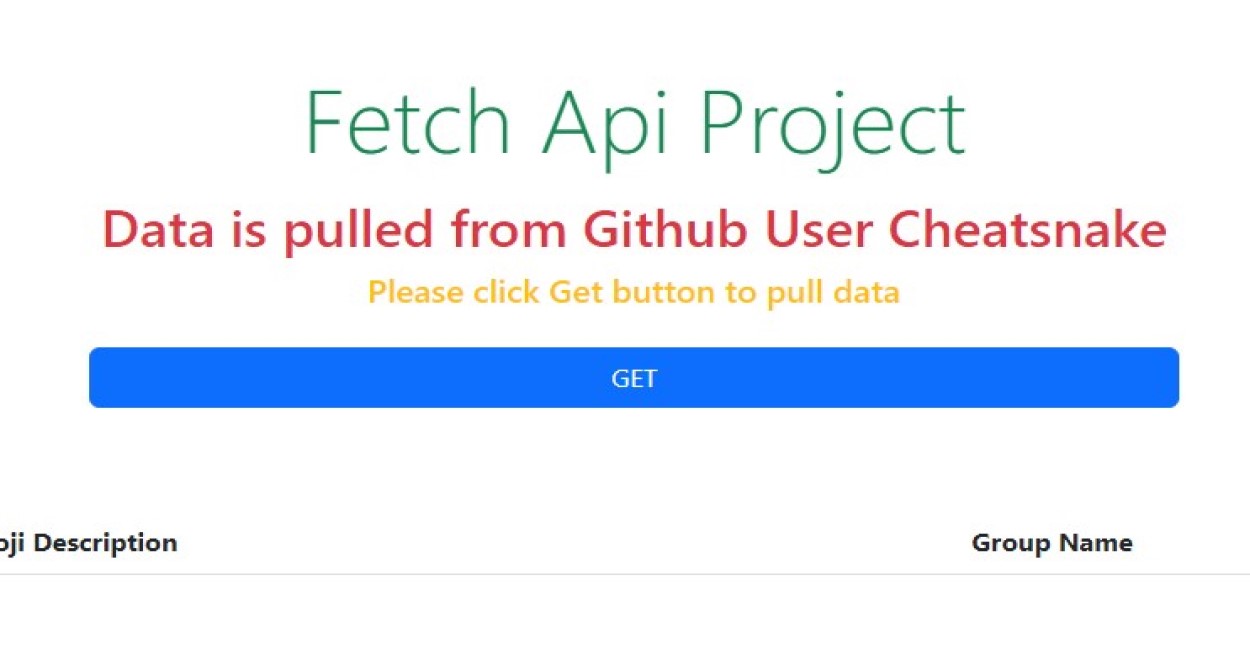 Fetch Api Project
Data is pulled from Github User Cheatsnake
Please click Get button to pull data
GET
oji Description Group Name